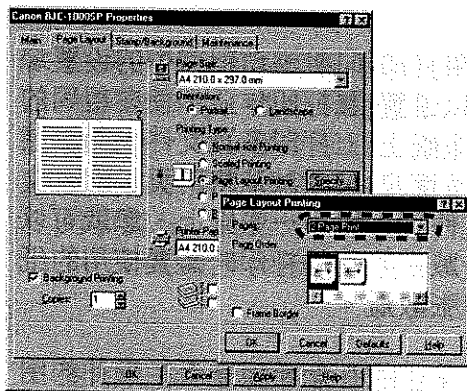 Canon BJC-1000SP Properties
Main
Page Layout
Stamp/Background
Maintenance
Page Size:
A4 210.0 x 297.0 mm
Orientation:
Portrait
Landscape
Printing Type:
Normal-size Printing
Scaled Printing
Page Layout Printing
Specify...
A4 210.0
Background Printing
Copies:
1
OK
Cancel
Apply
Help
Page Layout Printing
Pages:
2 Page Print
Page Order:
Frame Border
OK
Cancel
Defaults
Help